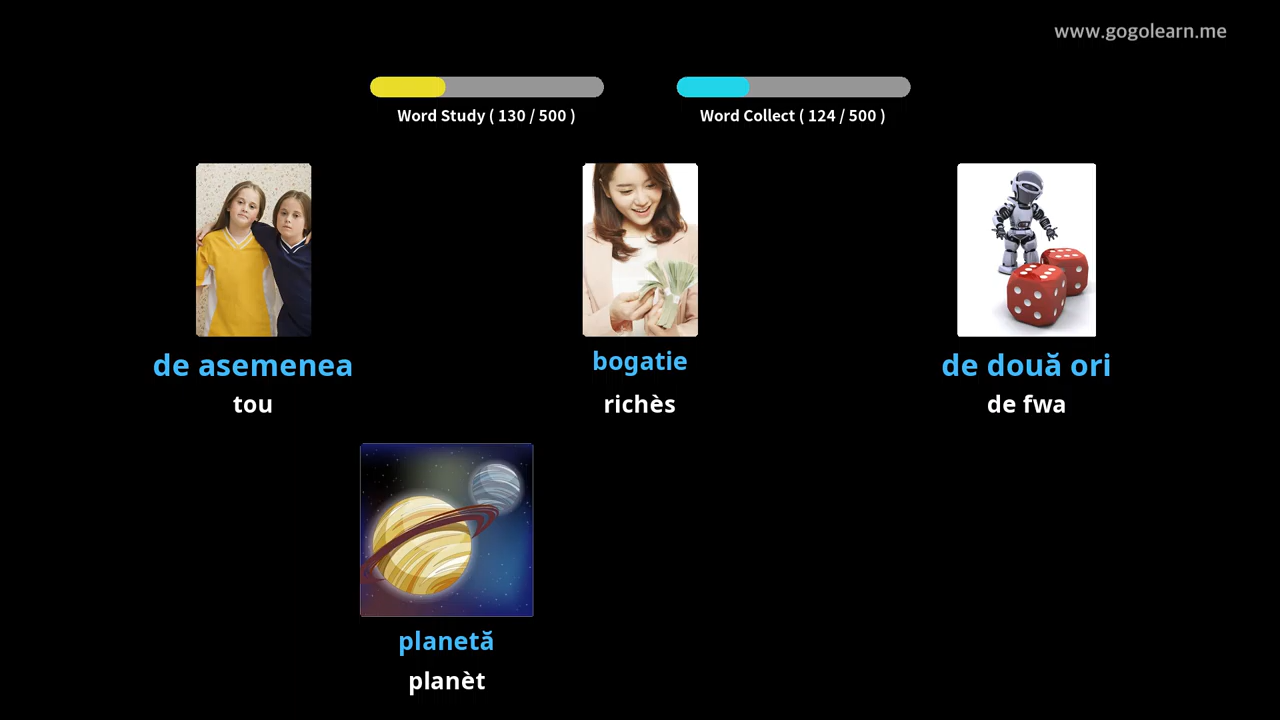 www.gogolearn.me
Word Study ( 130 / 500 )
Word Collect ( 124 / 500 )
de asemenea
tou
bogatie
richès
de două ori
de fwa
planetă
planèt